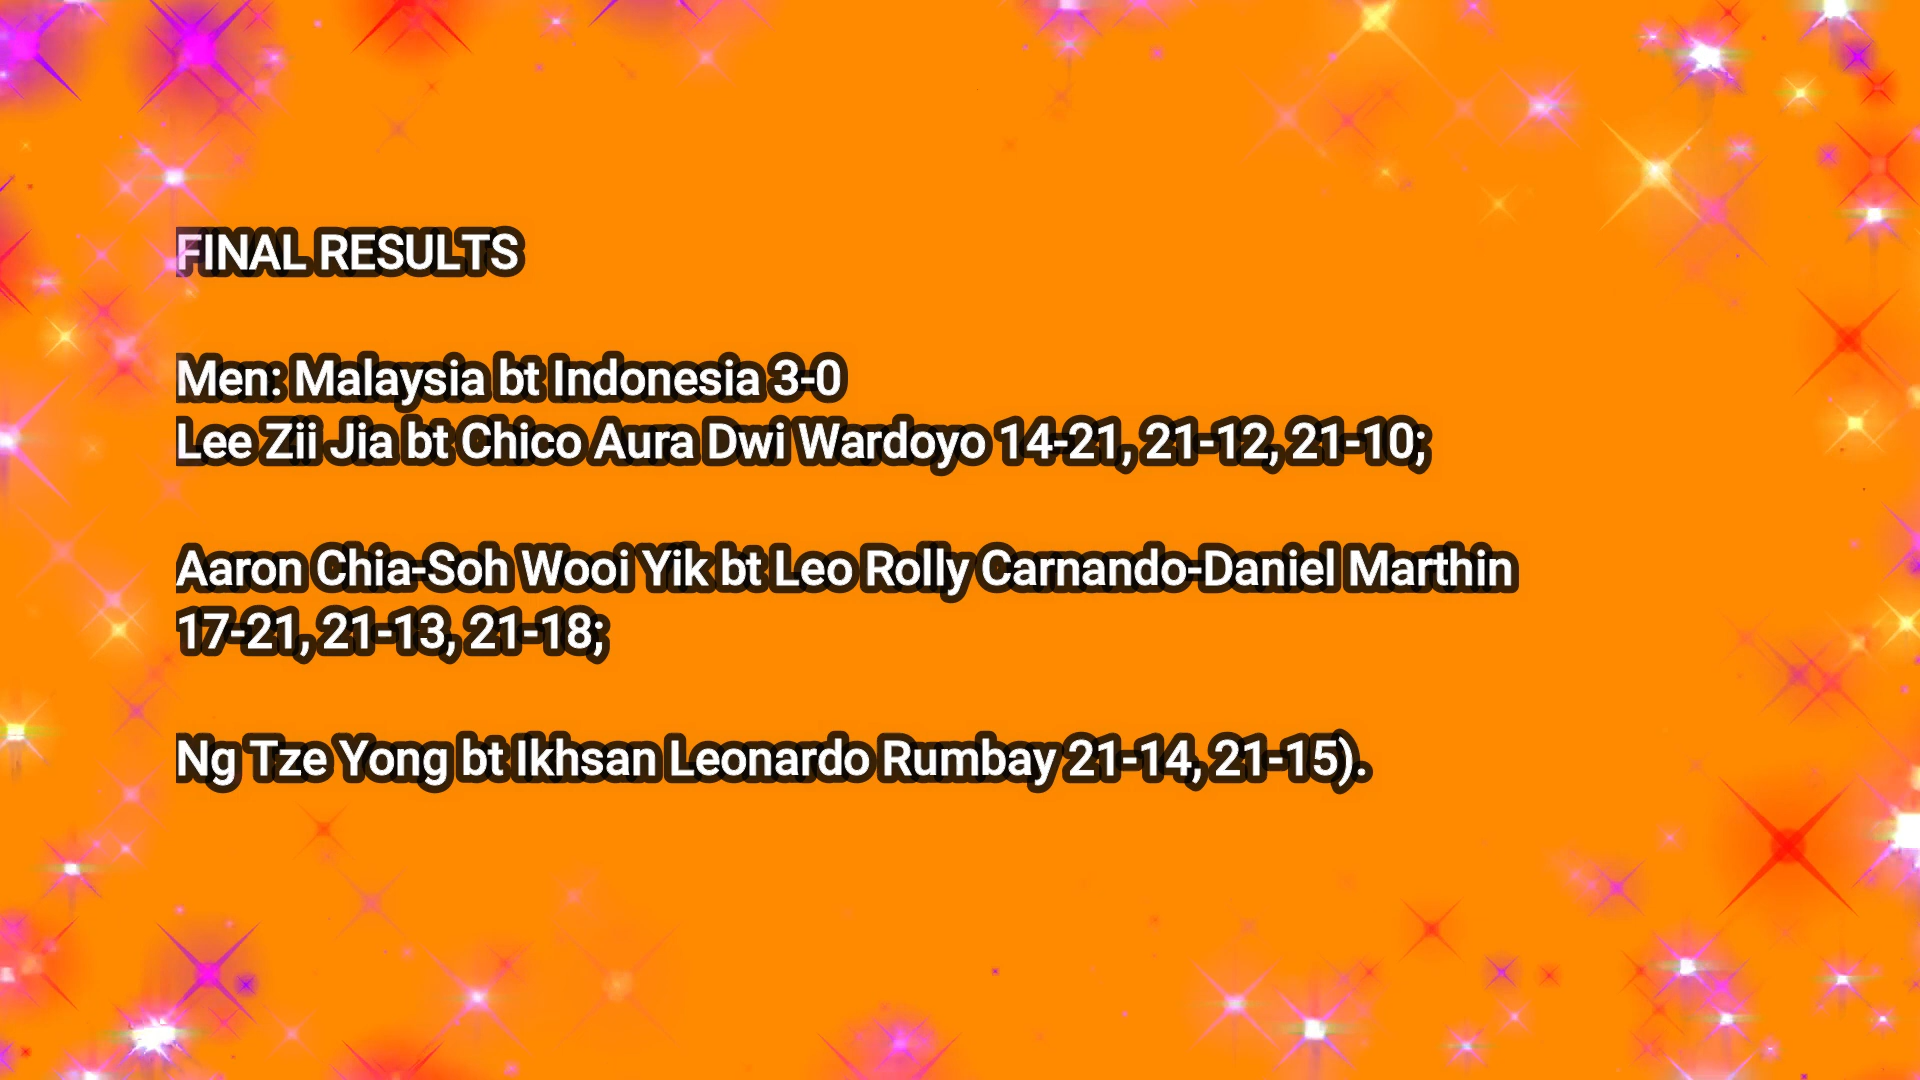 FINAL RESULTS
Men: Malaysia bt Indonesia 3-0
Lee Zii Jia bt Chico Aura Dwi Wardoyo 14-21, 21-12, 21-10;
Aaron Chia-Soh Wooi Yik bt Leo Rolly Carnando-Daniel Marthin
17-21, 21-13, 21-18;
Ng Tze Yong bt Ikhsan Leonardo Rumbay 21-14, 21-15).